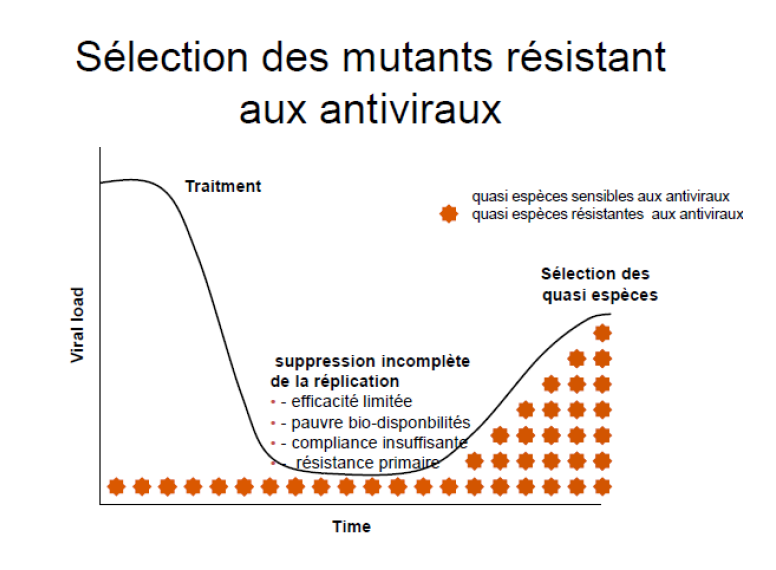 Sélection des mutants résistant
aux antiviraux
Traitment
quasi espèces sensibles aux antiviraux
quasi espèces résistantes aux antiviraux
Sélection des
quasi espèces
Viral load
suppression incomplète
de la réplication
• - efficacité limitée
• - pauvre bio-disponbilités
• - compliance insuffisante
• - résistance primaire
Time